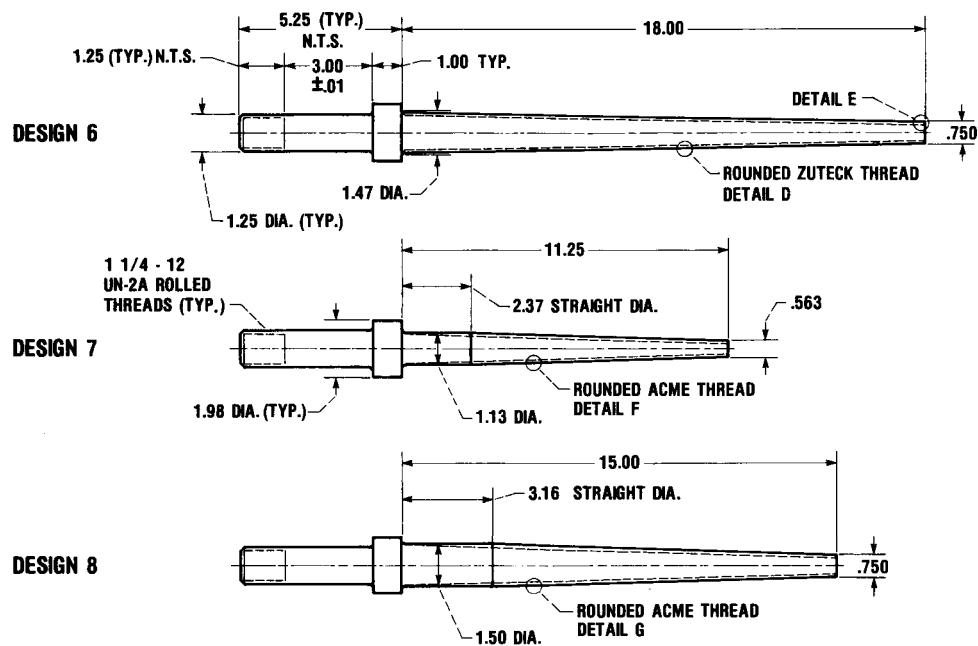 5.25 (TYP.)
N.T.S.
18.00
1.25 (TYP.) N.T.S.
3.00
±.01
1.00 TYP.
DETAIL E
DESIGN 6
.750
ROUNDED ZUTECK THREAD
DETAIL D
1.47 DIA.
1.25 DIA. (TYP.)
11.25
1 1/4 - 12
UN-2A ROLLED
THREADS (TYP.)
2.37 STRAIGHT DIA.
.563
DESIGN 7
ROUNDED ACME THREAD
DETAIL F
1.98 DIA. (TYP.)
1.13 DIA.
15.00
3.16 STRAIGHT DIA.
DESIGN 8
.750
ROUNDED ACME THREAD
DETAIL G
1.50 DIA.